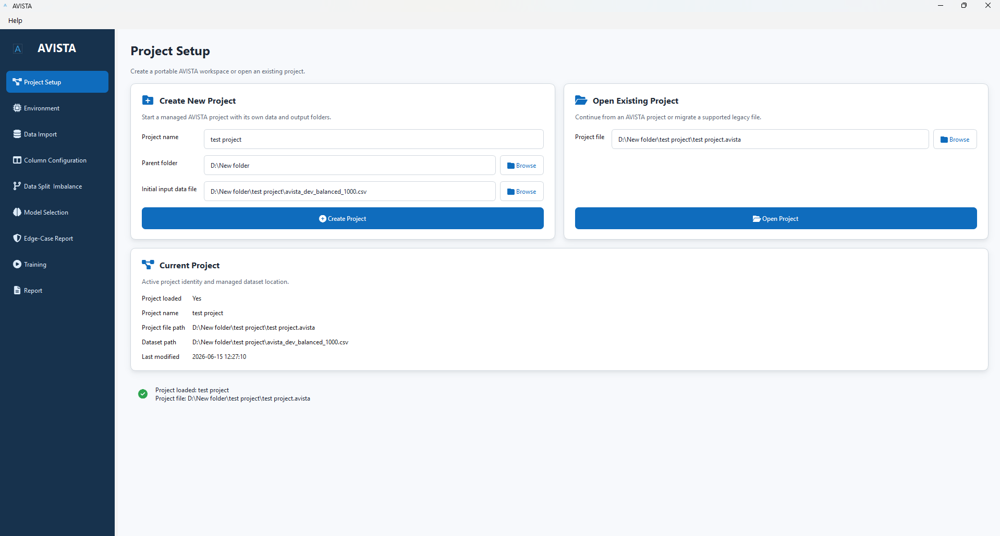 AVISTA
Help
A AVISTA
Project Setup
Environment
Data Import
Column Configuration
Data Split  Imbalance
Model Selection
Edge-Case Report
Training
Report
Project Setup
Create a portable AVISTA workspace or open an existing project.
Create New Project
Start a managed AVISTA project with its own data and output folders.
Project name test project
Parent folder D:\New folder Browse
Initial input data file D:\New folder\test project\avista_dev_balanced_1000.csv Browse
Create Project
Open Existing Project
Continue from an AVISTA project or migrate a supported legacy file.
Project file D:\New folder\test project\test project.avista Browse
Open Project
Current Project
Active project identity and managed dataset location.
Project loaded Yes
Project name test project
Project file path D:\New folder\test project\test project.avista
Dataset path D:\New folder\test project\avista_dev_balanced_1000.csv
Last modified 2026-06-15 12:27:10
Project loaded: test project
Project file: D:\New folder\test project\test project.avista